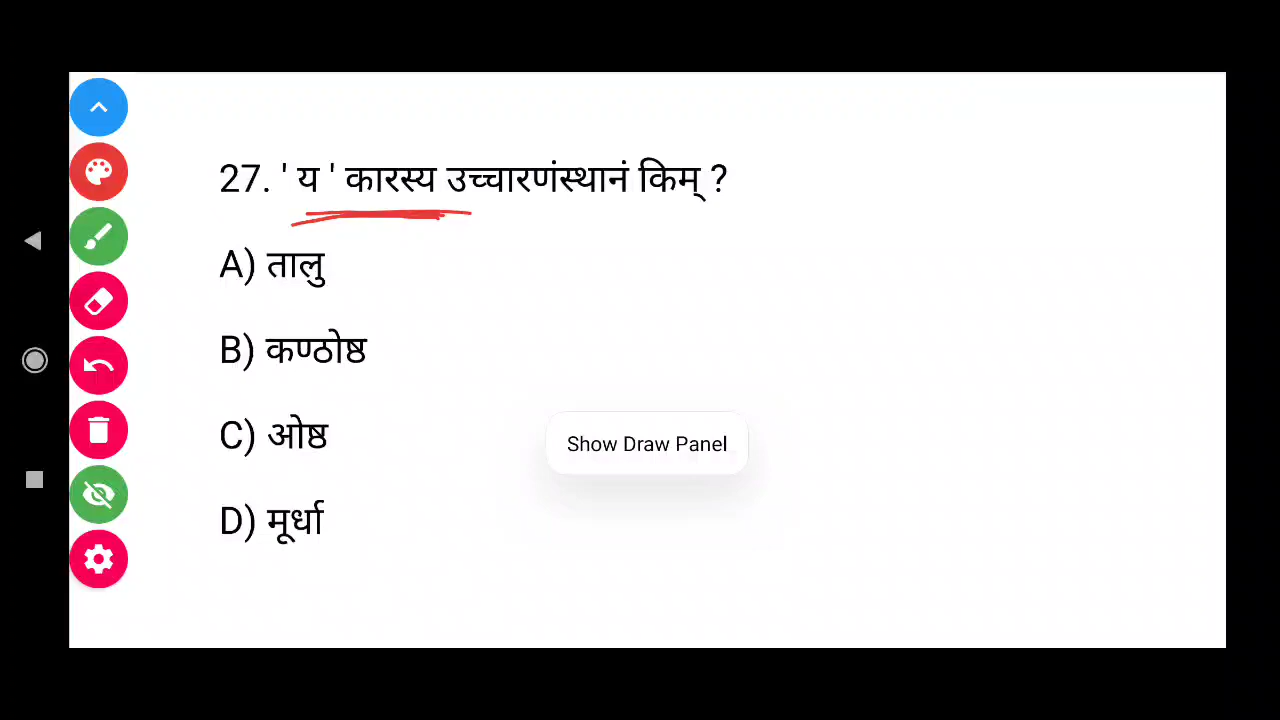 27. ' य ' कारस्य उच्चारणंस्थानं किम् ?
A) तालु
B) कण्ठोष्ठ
C) ओष्ठ
Show Draw Panel
D) मूर्धा